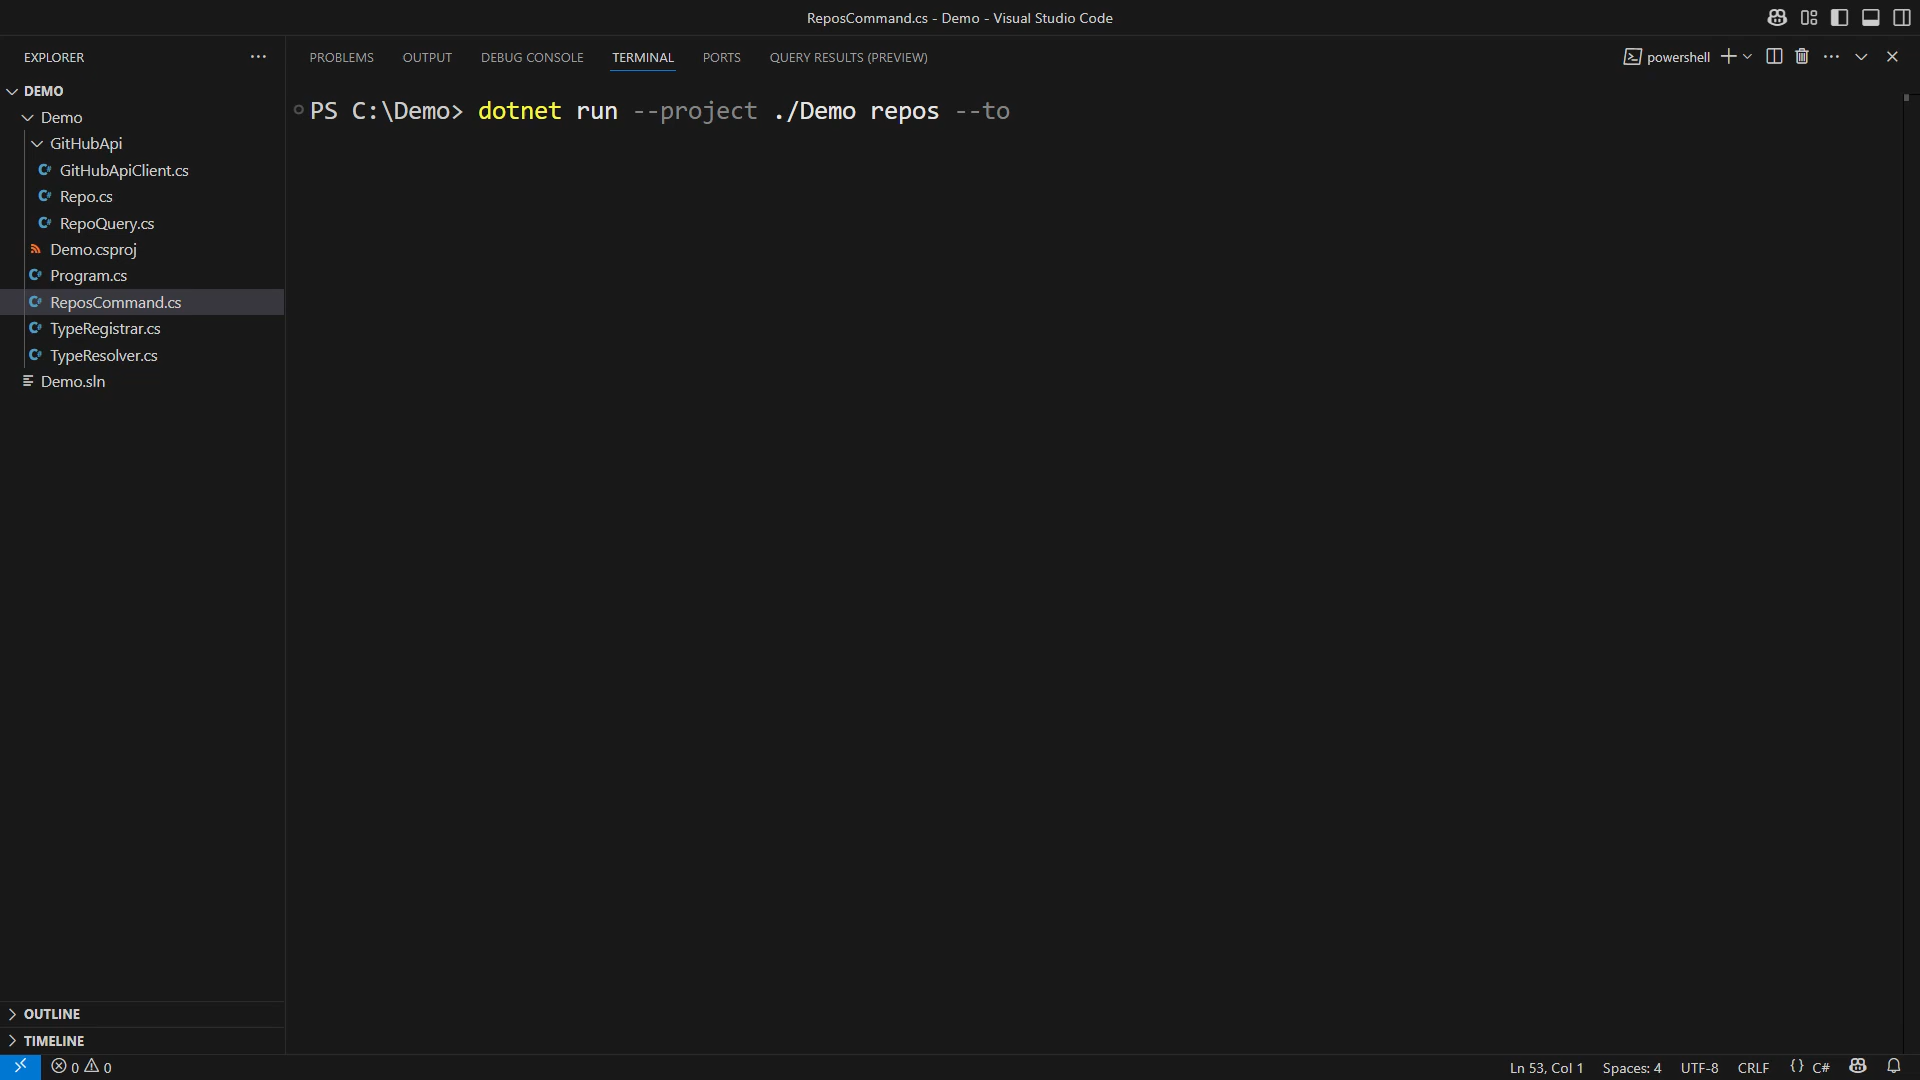 ReposCommand.cs - Demo - Visual Studio Code
EXPLORER
PROBLEMS OUTPUT DEBUG CONSOLE TERMINAL PORTS QUERY RESULTS (PREVIEW)
powershell
DEMO
PS C:\Demo> dotnet run --project ./Demo repos --to
Demo
GitHubApi
GitHubApiClient.cs
Repo.cs
RepoQuery.cs
Demo.csproj
Program.cs
ReposCommand.cs
TypeRegistrar.cs
TypeResolver.cs
Demo.sln
OUTLINE
TIMELINE
0 0
Ln 53, Col 1 Spaces: 4 UTF-8 CRLF {} C#